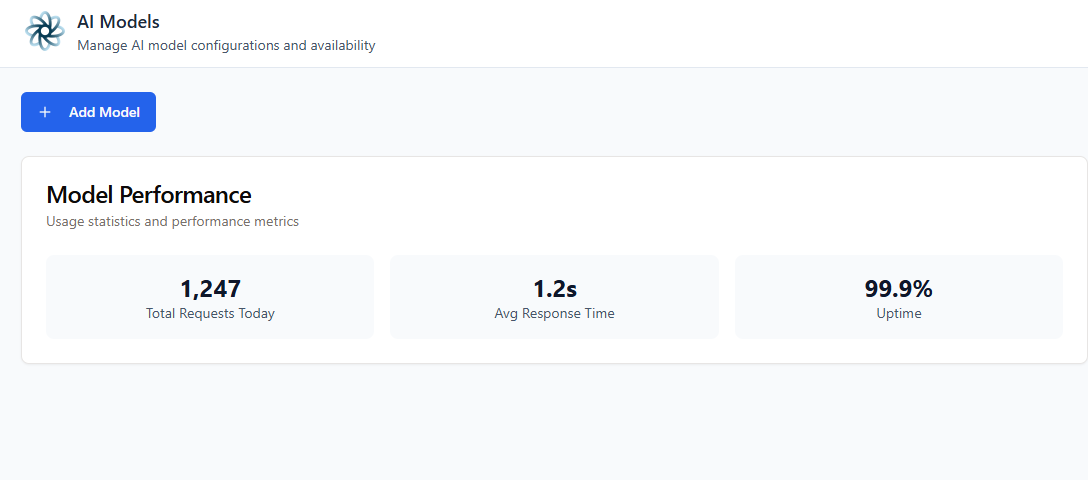 AI Models
Manage AI model configurations and availability
+ Add Model
Model Performance
Usage statistics and performance metrics
1,247
Total Requests Today
1.2s
Avg Response Time
99.9%
Uptime